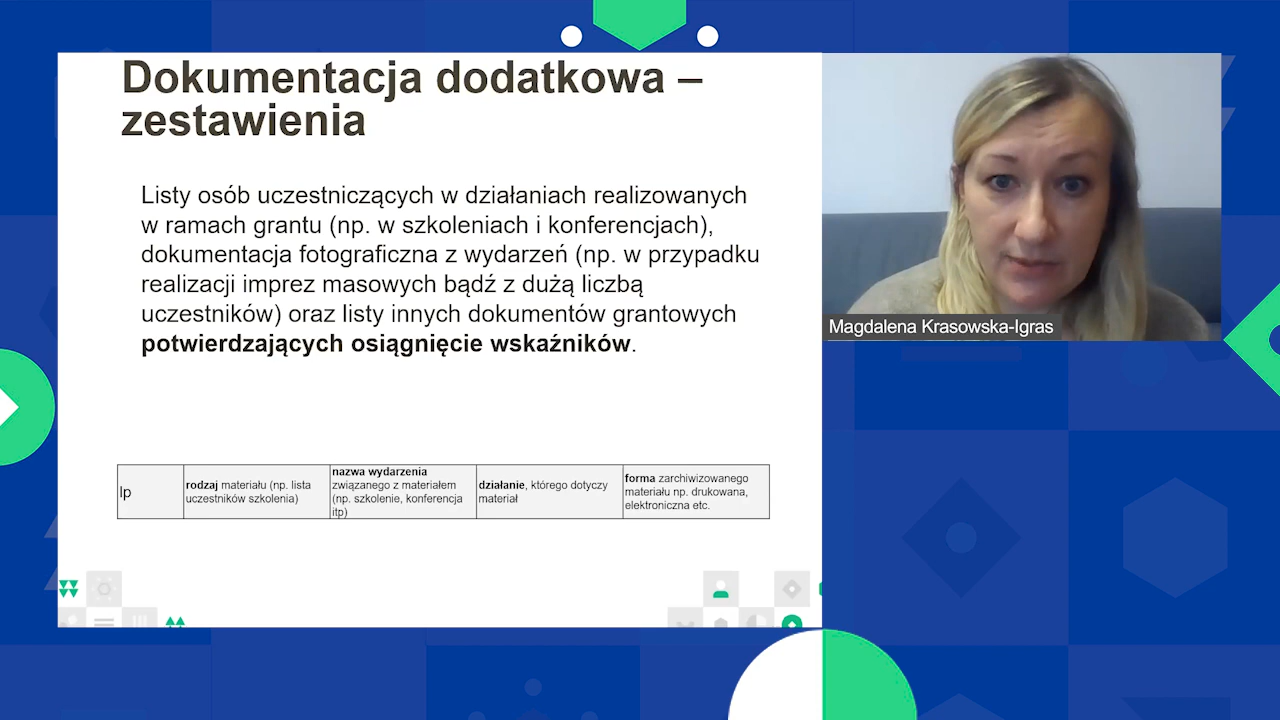 Dokumentacja dodatkowa –
zestawienia
Listy osób uczestniczących w działaniach realizowanych
w ramach grantu (np. w szkoleniach i konferencjach),
dokumentacja fotograficzna z wydarzeń (np. w przypadku
realizacji imprez masowych bądź z dużą liczbą
uczestników) oraz listy innych dokumentów grantowych
potwierdzających osiągnięcie wskaźników.
lp
rodzaj materiału (np. lista
uczestników szkolenia)
nazwa wydarzenia
związanego z materiałem
(np. szkolenie, konferencja
itp)
działanie, którego dotyczy
materiał
forma zarchiwizowanego
materiału np. drukowana,
elektroniczna etc.
Magdalena Krasowska-Igras